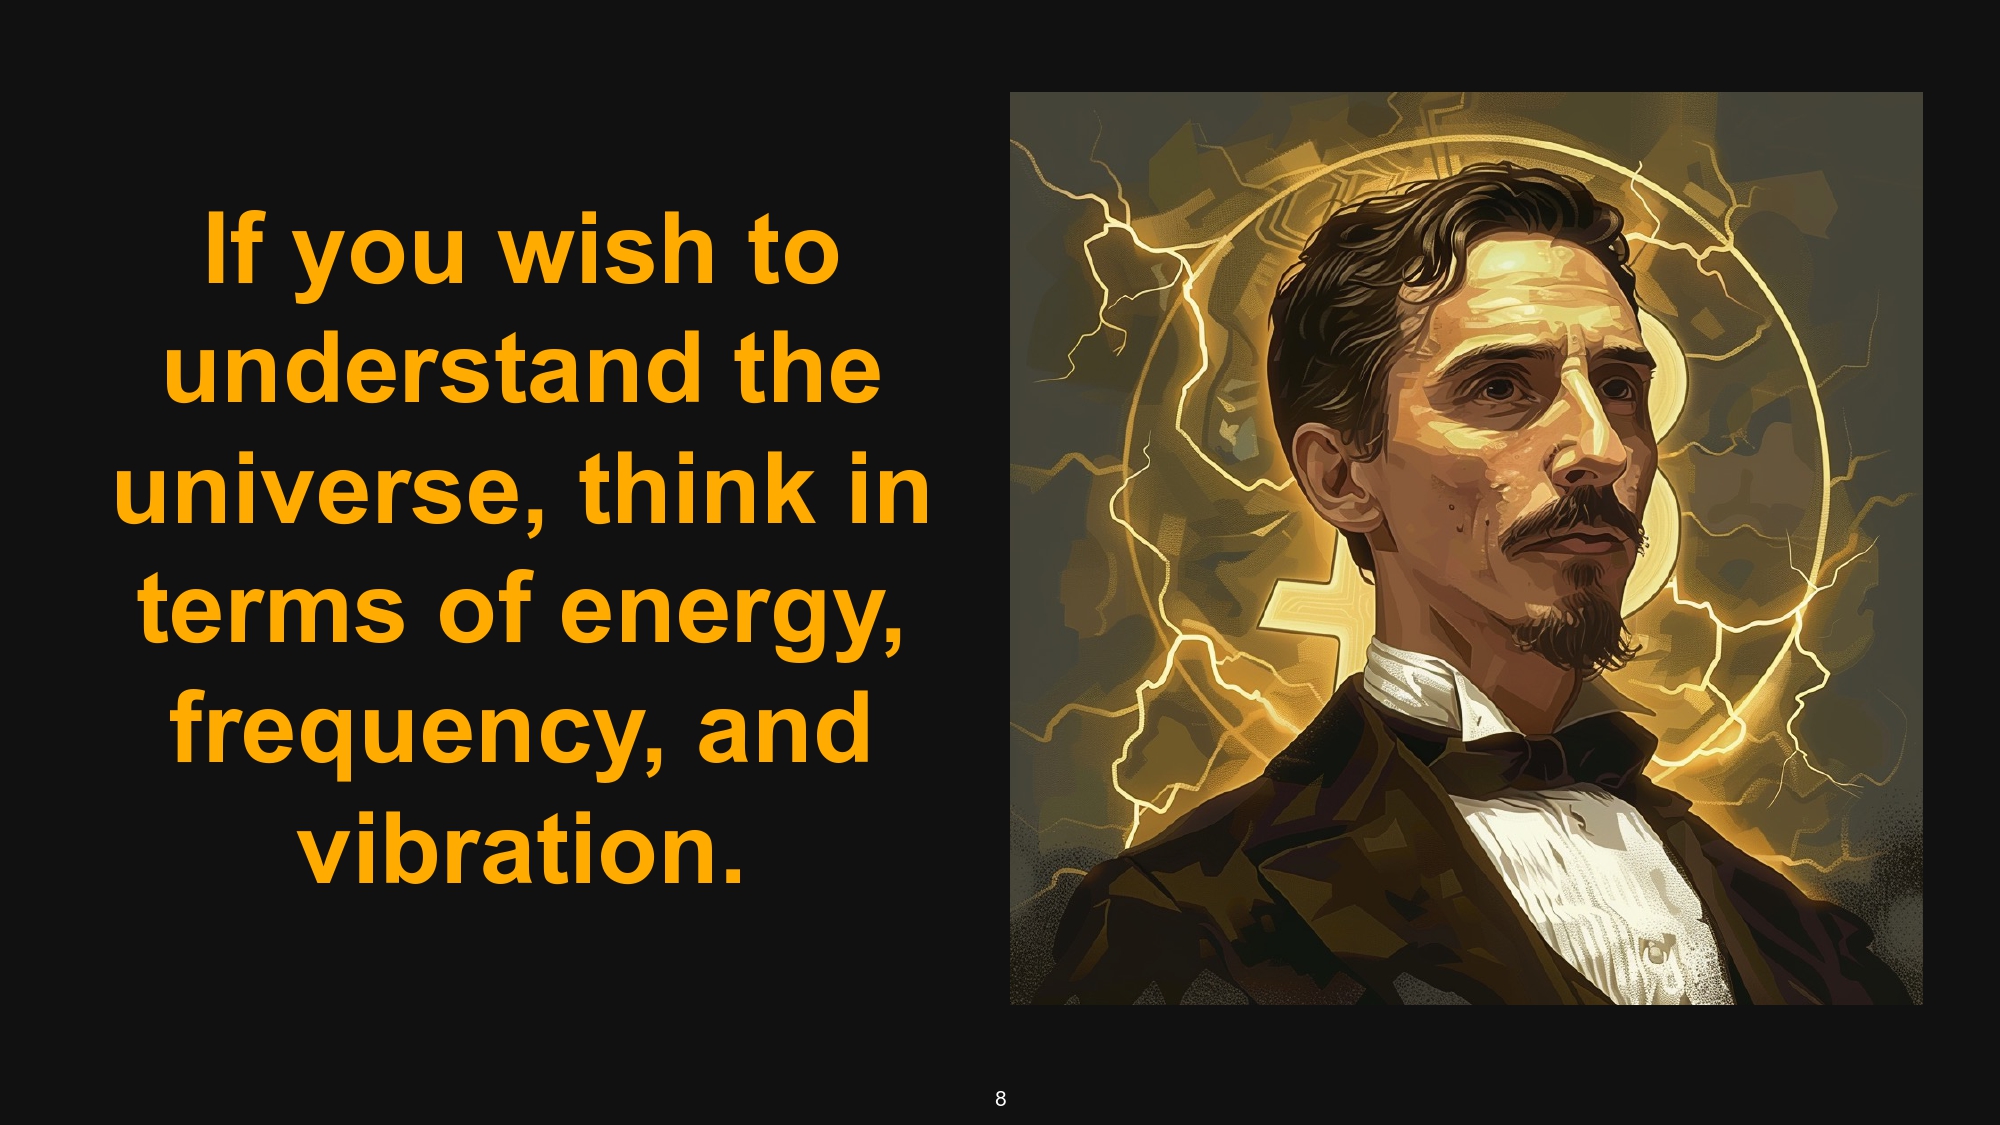 If you wish to
understand the
universe, think in
terms of energy,
frequency, and
vibration.
8